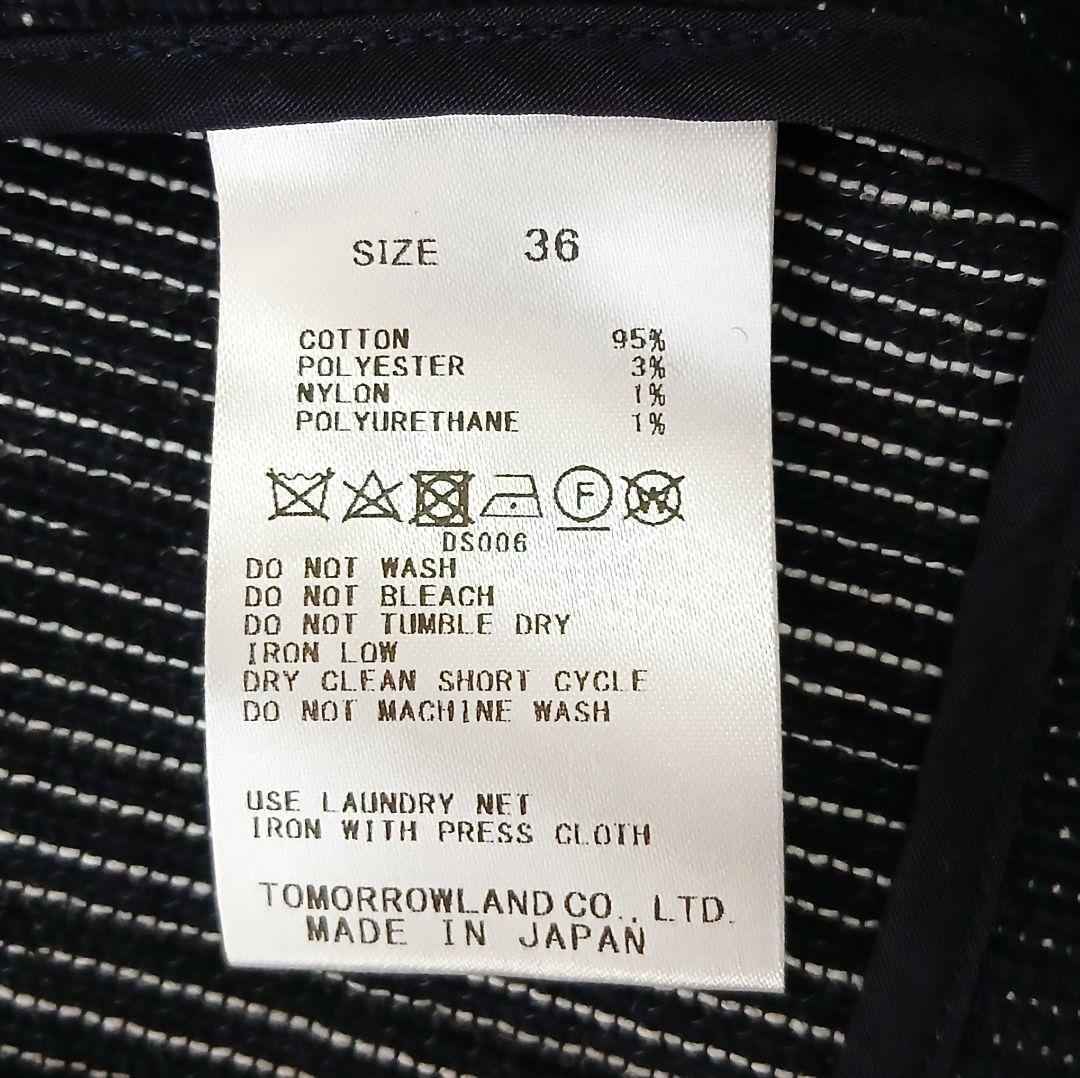 SIZE 36
COTTON 95%
POLYESTER 3%
NYLON 1%
POLYURETHANE 1%
F W
DS006
DO NOT WASH
DO NOT BLEACH
DO NOT TUMBLE DRY
IRON LOW
DRY CLEAN SHORT CYCLE
DO NOT MACHINE WASH
USE LAUNDRY NET
IRON WITH PRESS CLOTH
TOMORROWLAND CO., LTD.
MADE IN JAPAN